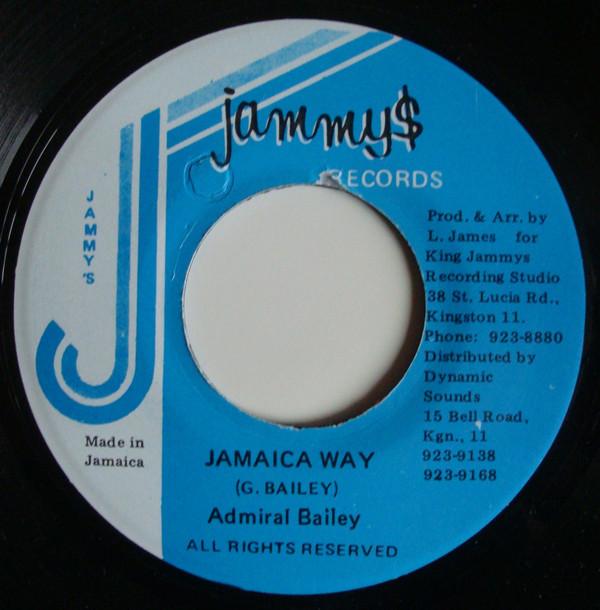 jammy$
RECORDS
JAMMY'S
Prod. & Arr. by
L. James for
King Jammys
Recording Studio
38 St. Lucia Rd.,
Kingston 11.
Phone: 923-8880
Distributed by
Dynamic
Sounds
15 Bell Road,
Kgn., 11
923-9138
923-9168
Made in
Jamaica
JAMAICA WAY
(G. BAILEY)
Admiral Bailey
ALL RIGHTS RESERVED